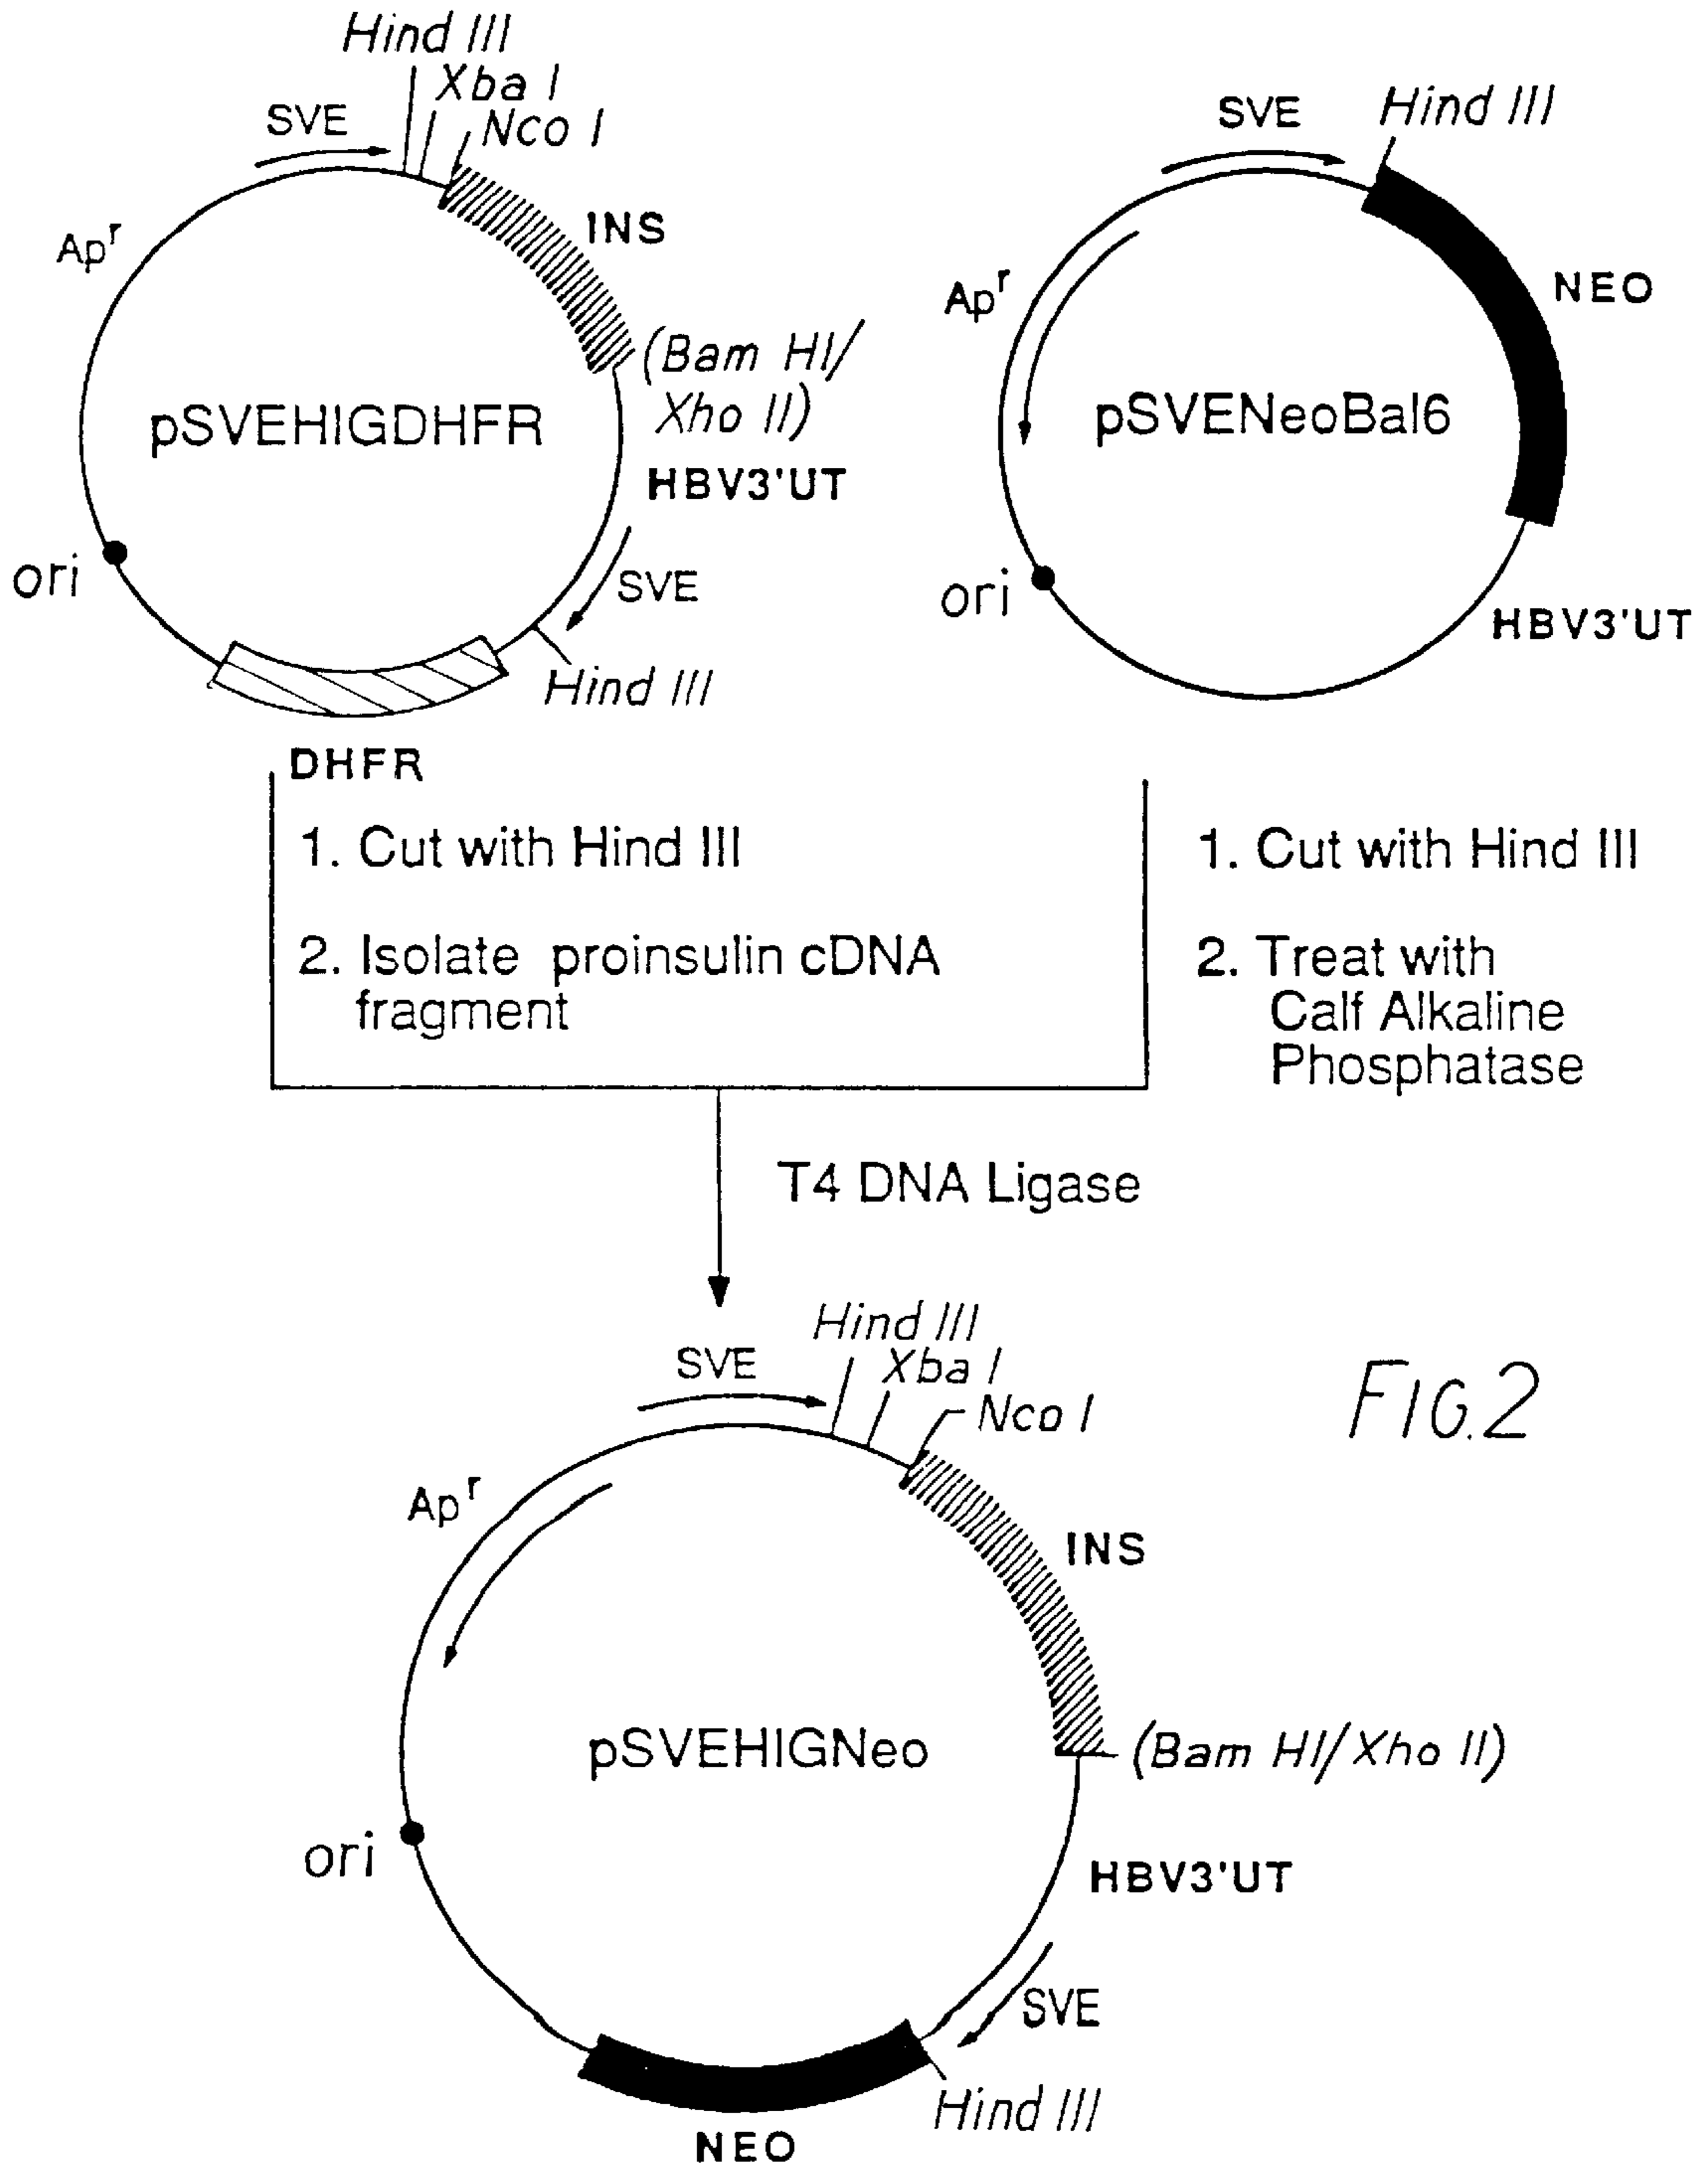 Hind III
Xba I
Nco I
SVE
INS
Apr
(Bam HI/
Xho II)
pSVEHIGDHFR
HBV3'UT
SVE
ori
Hind III
DHFR
SVE
Hind III
NEO
Apr
pSVENeoBal6
ori
HBV3'UT
1. Cut with Hind III
2. Isolate proinsulin cDNA
fragment
1. Cut with Hind III
2. Treat with
Calf Alkaline
Phosphatase
T4 DNA Ligase
Hind III
SVE
Xba I
Nco I
FIG.2
Apr
INS
pSVEHIGNeo
(Bam HI/Xho II)
ori
HBV3'UT
SVE
Hind III
NEO